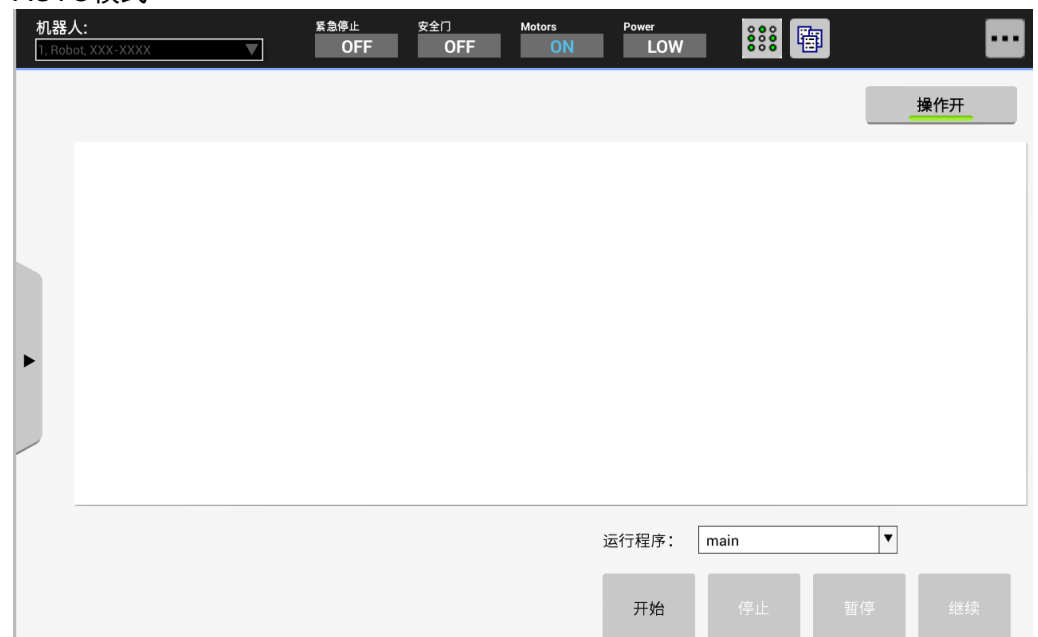 机器人:
1, Robot, XXX-XXXX
紧急停止
OFF
安全门
OFF
Motors
ON
Power
LOW
操作开
运行程序:
main
开始
停止
暂停
继续